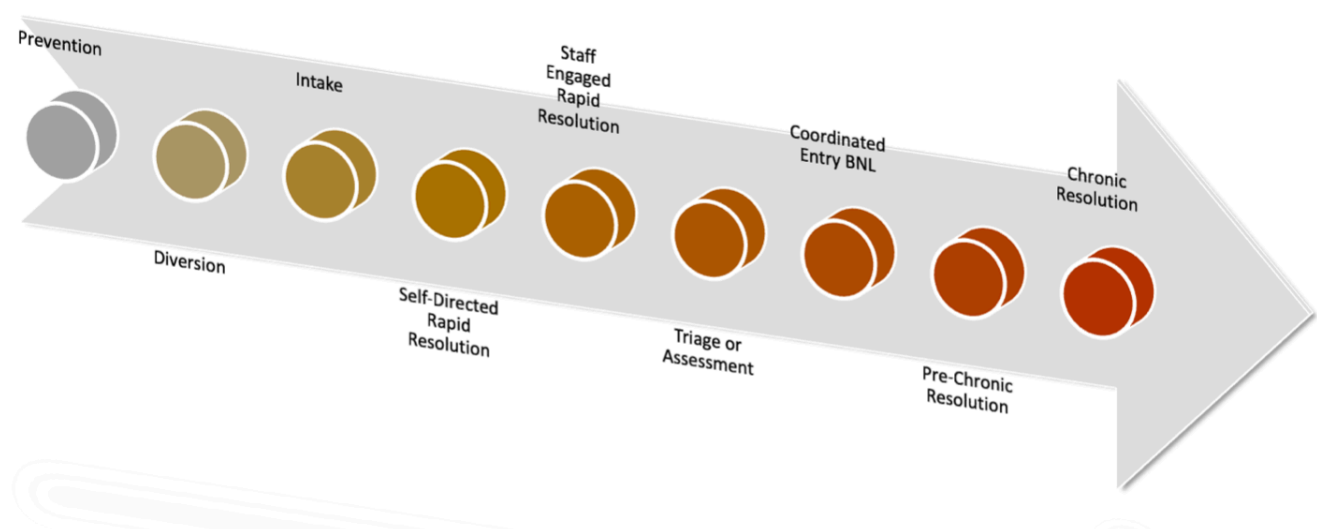 Prevention
Diversion
Intake
Self-Directed
Rapid
Resolution
Staff
Engaged
Rapid
Resolution
Triage or
Assessment
Coordinated
Entry BNL
Pre-Chronic
Resolution
Chronic
Resolution